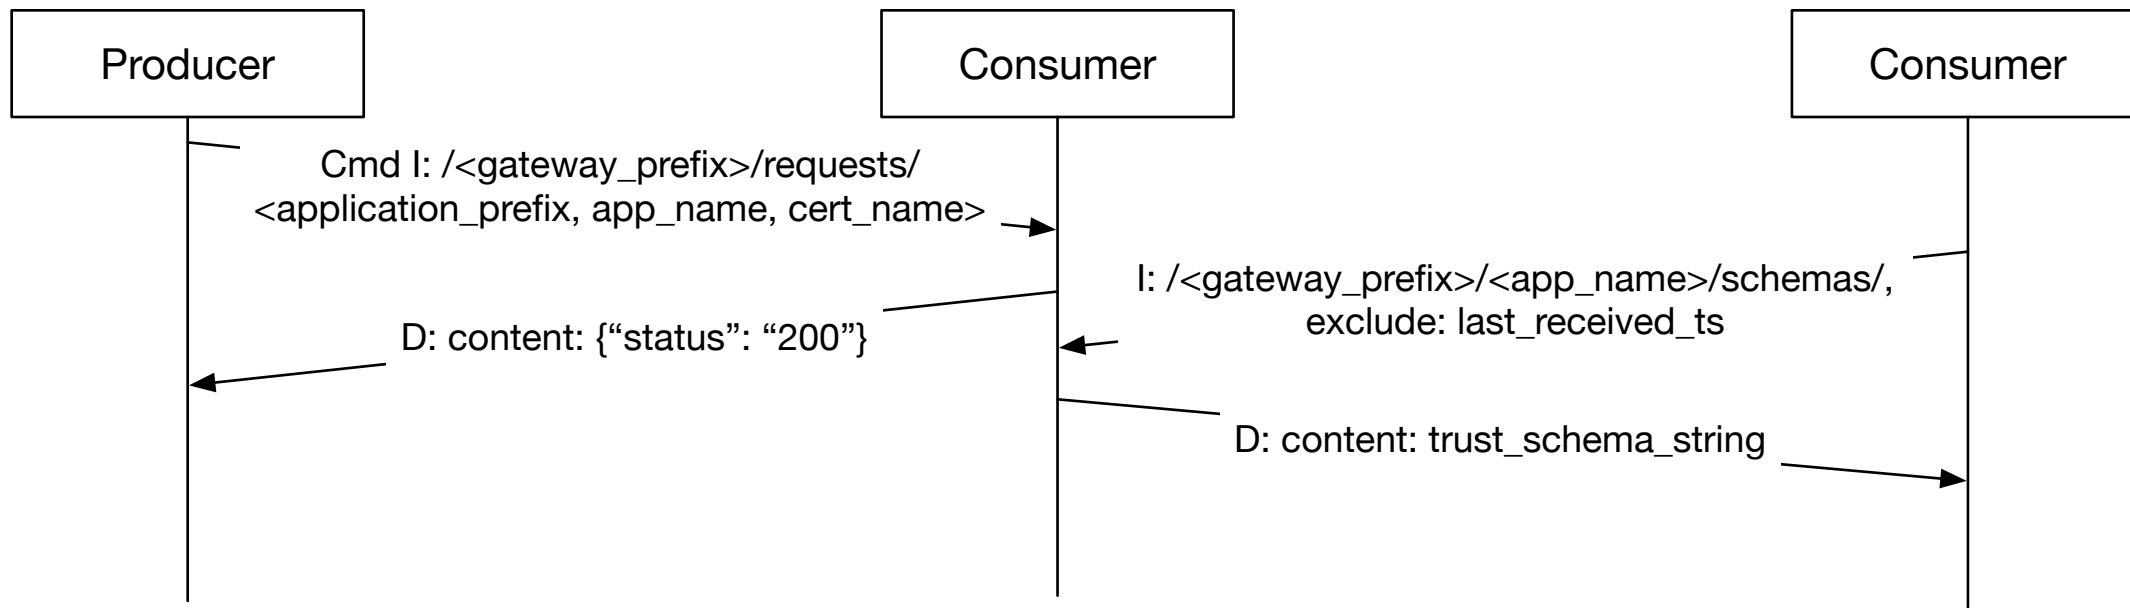 Producer
Consumer
Consumer
Cmd I: /<gateway_prefix>/requests/
<application_prefix, app_name, cert_name>
I: /<gateway_prefix>/<app_name>/schemas/,
exclude: last_received_ts
D: content: {“status”: “200”}
D: content: trust_schema_string